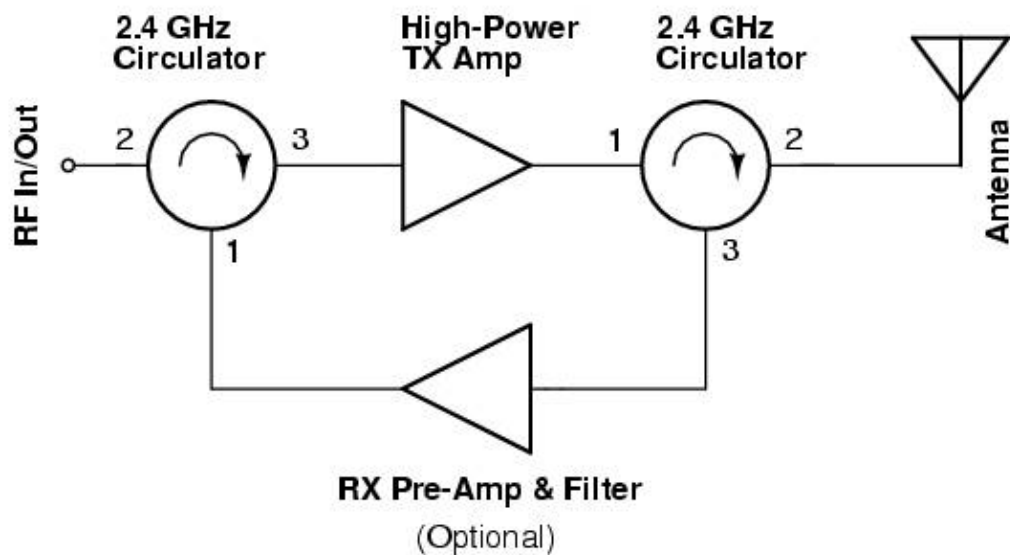 2.4 GHz
Circulator
High-Power
TX Amp
2.4 GHz
Circulator
RF In/Out
2
3
1
1
2
3
Antenna
RX Pre-Amp & Filter
(Optional)